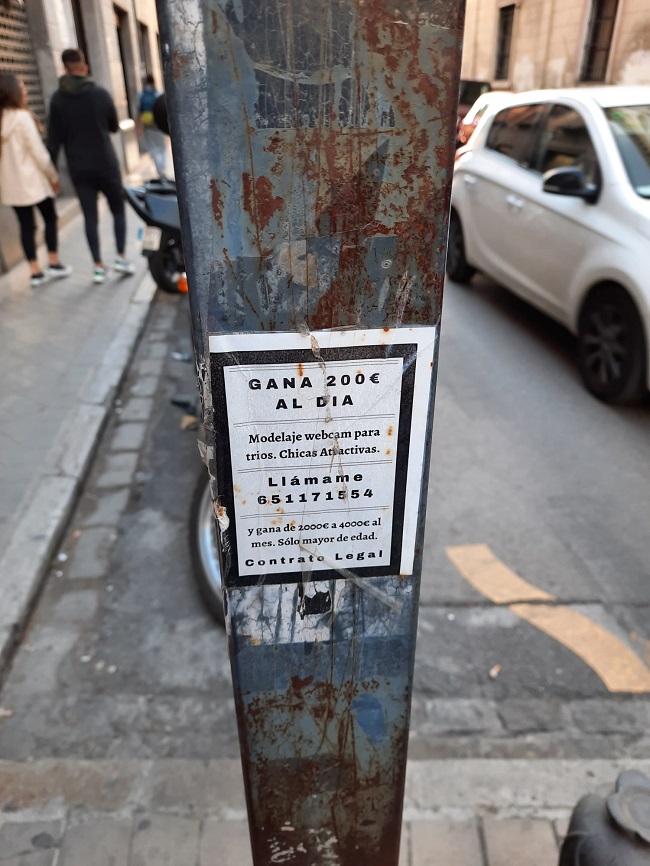 GANA 200€
AL DIA
Modelaje webcam para
trios. Chicas Atractivas.
Llámame
651171554
y gana de 2000€ a 4000€ al
mes. Sólo mayor de edad.
Contrato Legal